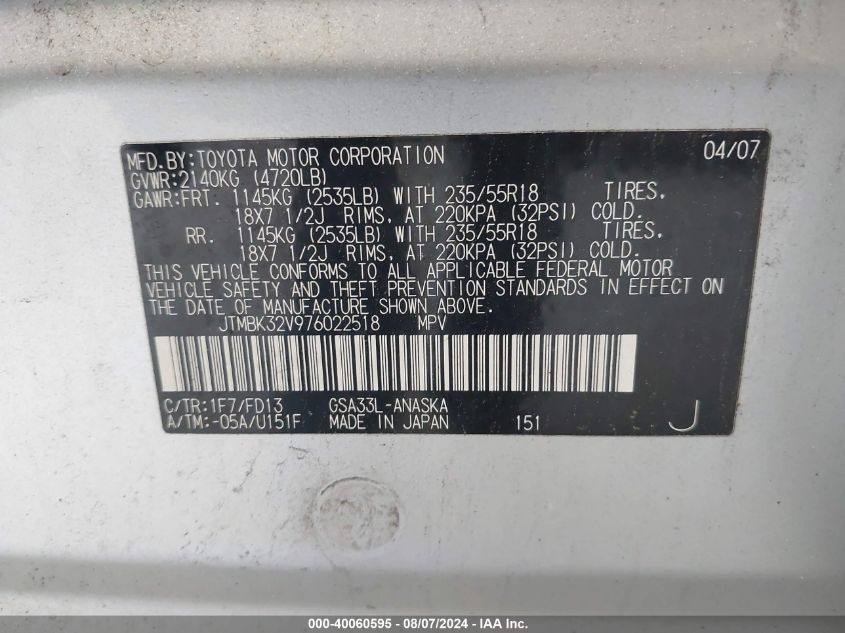 MFD.BY:TOYOTA MOTOR CORPORATION 04/07
GVWR:2140KG (4720LB)
GAWR:FRT. 1145KG (2535LB) WITH 235/55R18 TIRES,
18X7 1/2J RIMS, AT 220KPA (32PSI) COLD.
RR. 1145KG (2535LB) WITH 235/55R18 TIRES,
18X7 1/2J RIMS, AT 220KPA (32PSI) COLD.
THIS VEHICLE CONFORMS TO ALL APPLICABLE FEDERAL MOTOR
VEHICLE SAFETY AND THEFT PREVENTION STANDARDS IN EFFECT ON
THE DATE OF MANUFACTURE SHOWN ABOVE.
JTMBK32V976022518 MPV
C/TR:1F7/FD13 GSA33L-ANASKA
A/TM:-05A/U151F MADE IN JAPAN 151 J
000-40060595 - 08/07/2024 - IAA Inc.